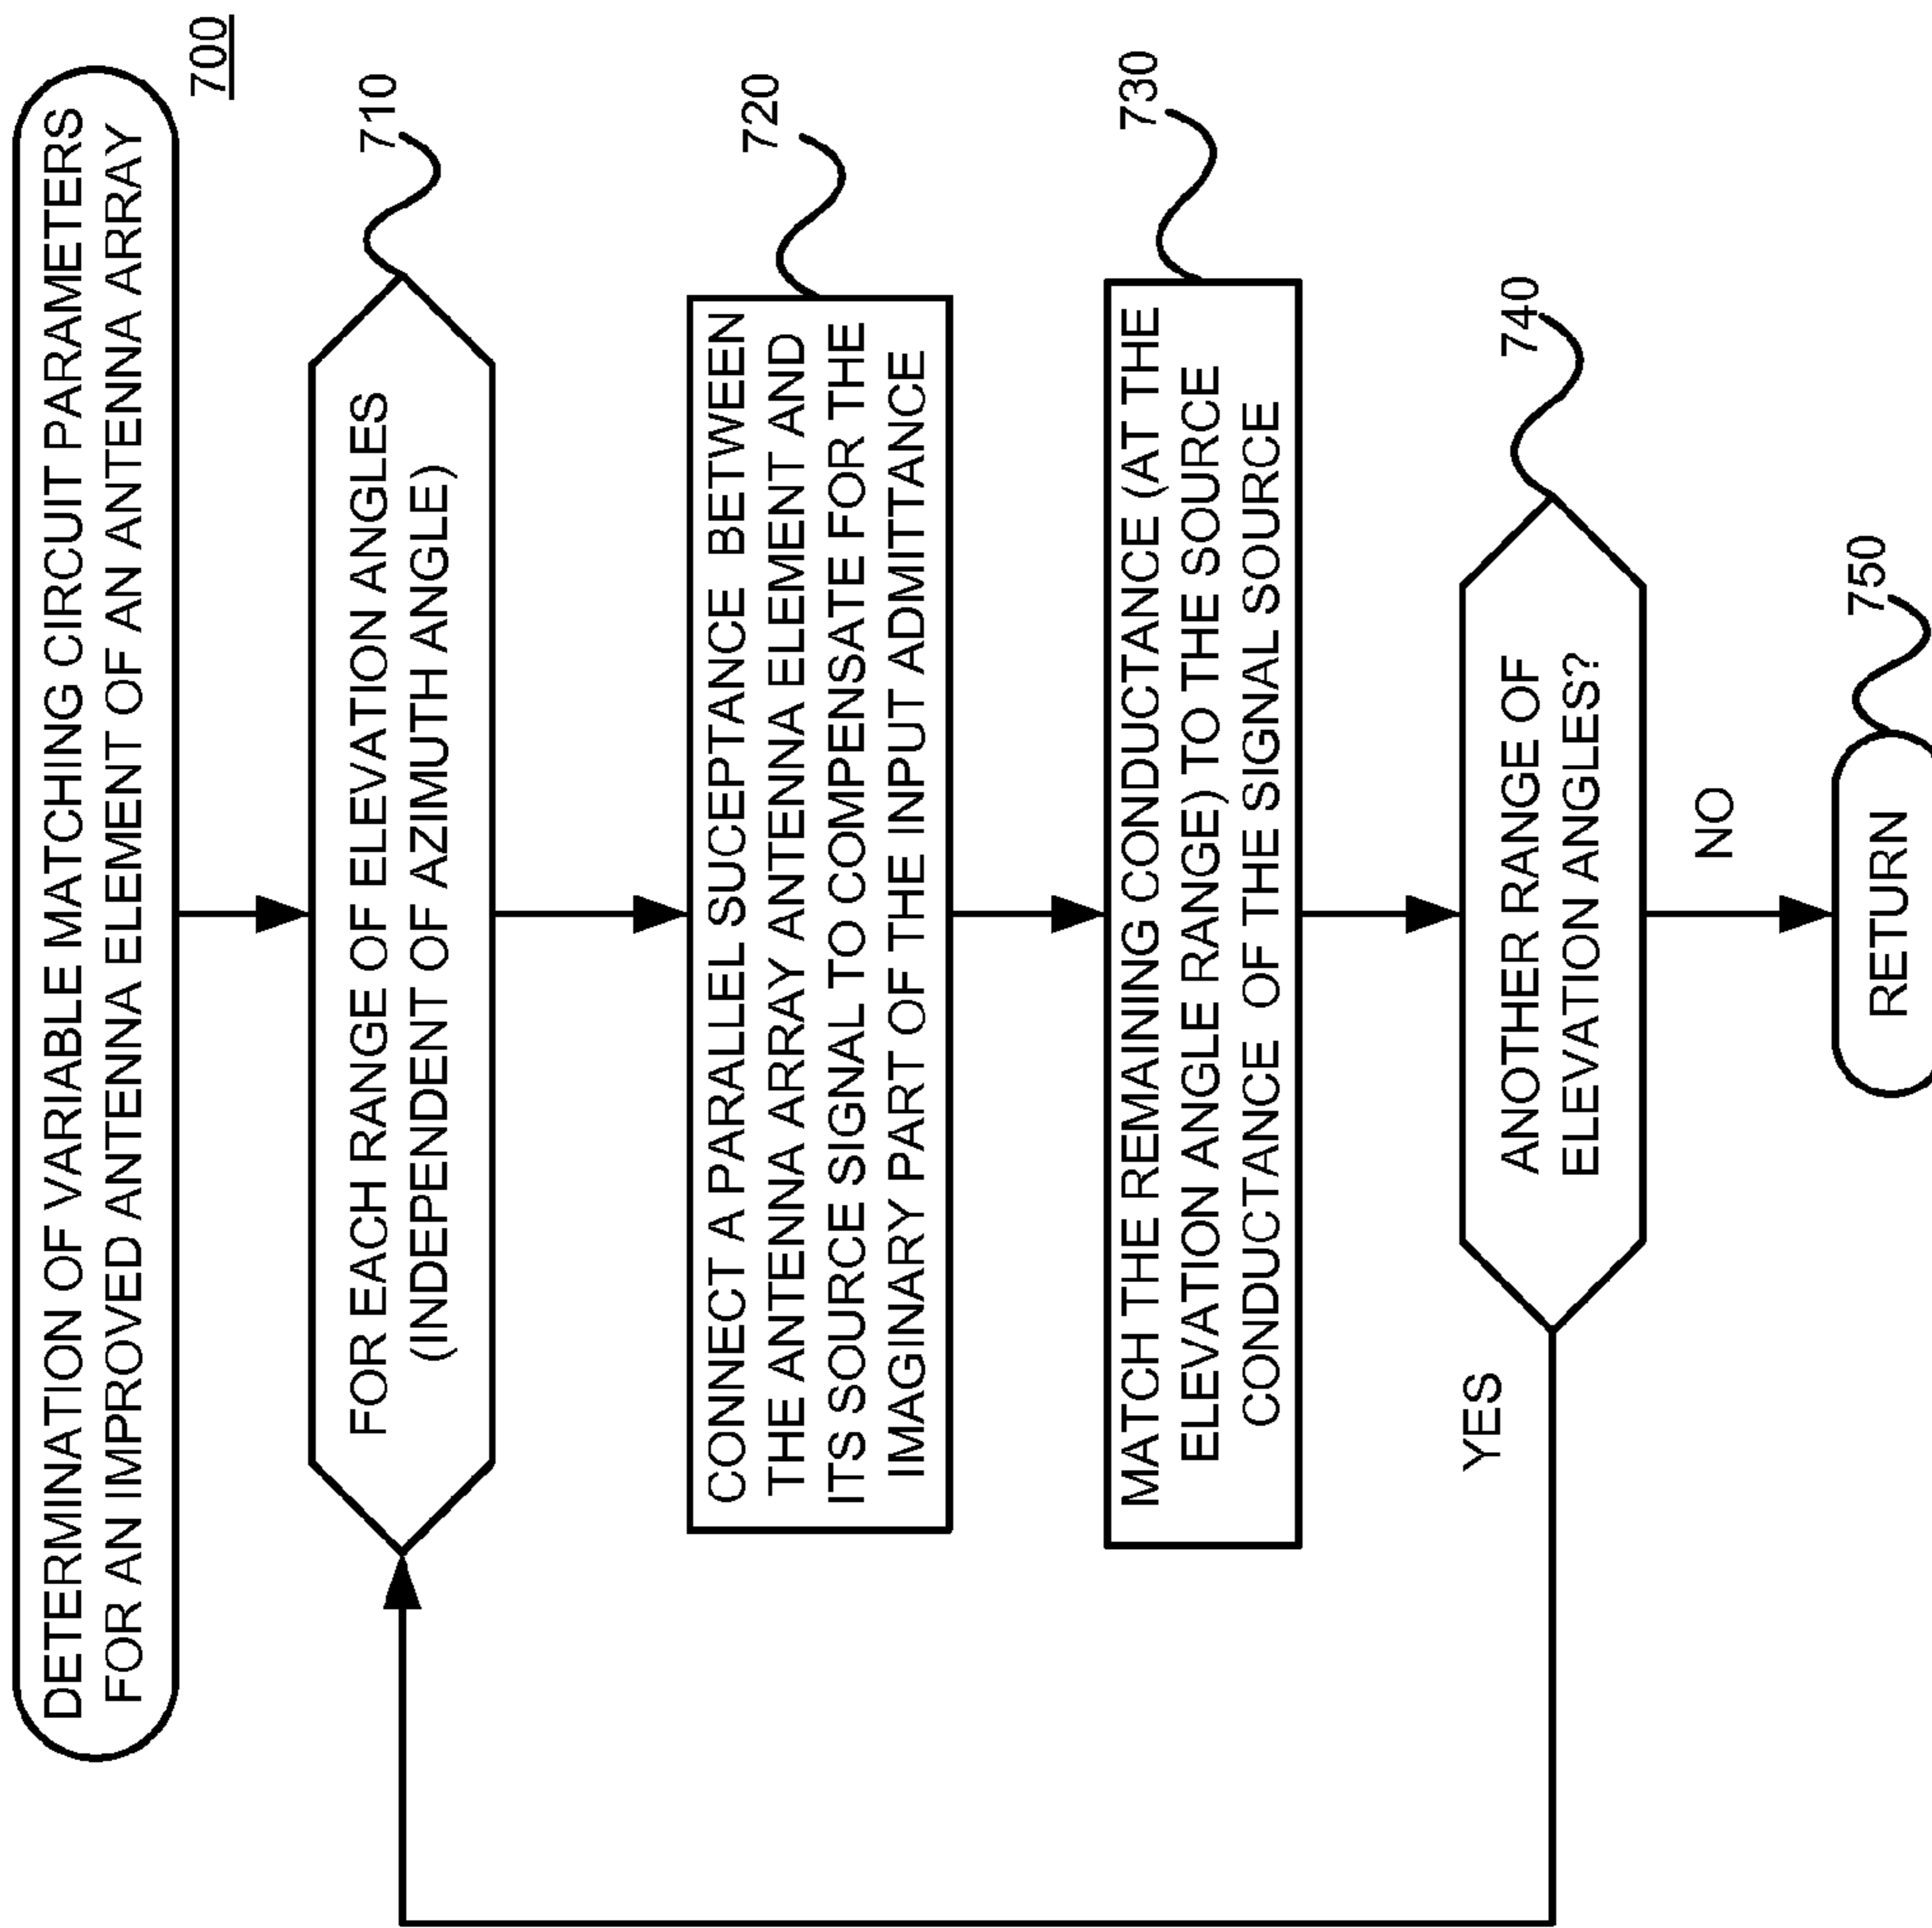 DETERMINATION OF VARIABLE MATCHING CIRCUIT PARAMETERS
FOR AN IMPROVED ANTENNA ELEMENT OF AN ANTENNA ARRAY
700
710
FOR EACH RANGE OF ELEVATION ANGLES
(INDEPENDENT OF AZIMUTH ANGLE)
720
CONNECT A PARALLEL SUCEPTANCE BETWEEN
THE ANTENNA ARRAY ANTENNA ELEMENT AND
ITS SOURCE SIGNAL TO COMPENSATE FOR THE
IMAGINARY PART OF THE INPUT ADMITTANCE
730
MATCH THE REMAINING CONDUCTANCE (AT THE
ELEVATION ANGLE RANGE) TO THE SOURCE
CONDUCTANCE OF THE SIGNAL SOURCE
740
YES
ANOTHER RANGE OF
ELEVATION ANGLES?
NO
750
RETURN